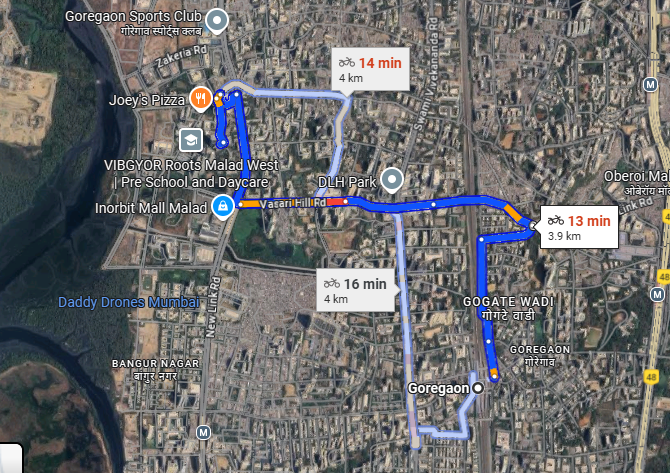 Goregaon Sports Club
गोरेगाव स्पोर्ट्स क्लब
Zakeria Rd
14 min
4 km
Swami Vivekananda Rd
Joey's Pizza
VIBGYOR Roots Malad West
| Pre School and Daycare
DLH Park
Oberoi Mal
ओबेरॉय मॉ
Link Rd
Inorbit Mall Malad
Vasari Hill Rd
13 min
3.9 km
16 min
4 km
48
M
New Link Rd
Daddy Drones Mumbai
GOGATE WADI
गोगटे वाडी
BANGUR NAGAR
बांगुर नगर
GOREGAON
गोरेगांव
48
Goregaon
M